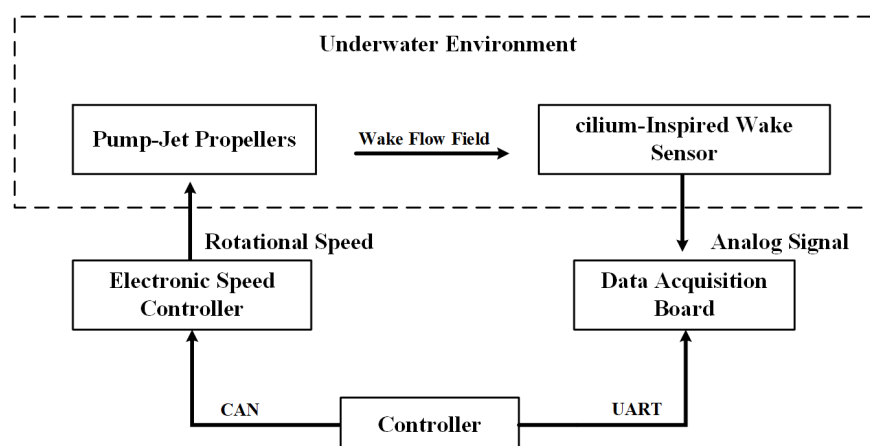 Underwater Environment
Pump-Jet Propellers
Wake Flow Field
cilium-Inspired Wake
Sensor
Rotational Speed
Analog Signal
Electronic Speed
Controller
Data Acquisition
Board
CAN
Controller
UART